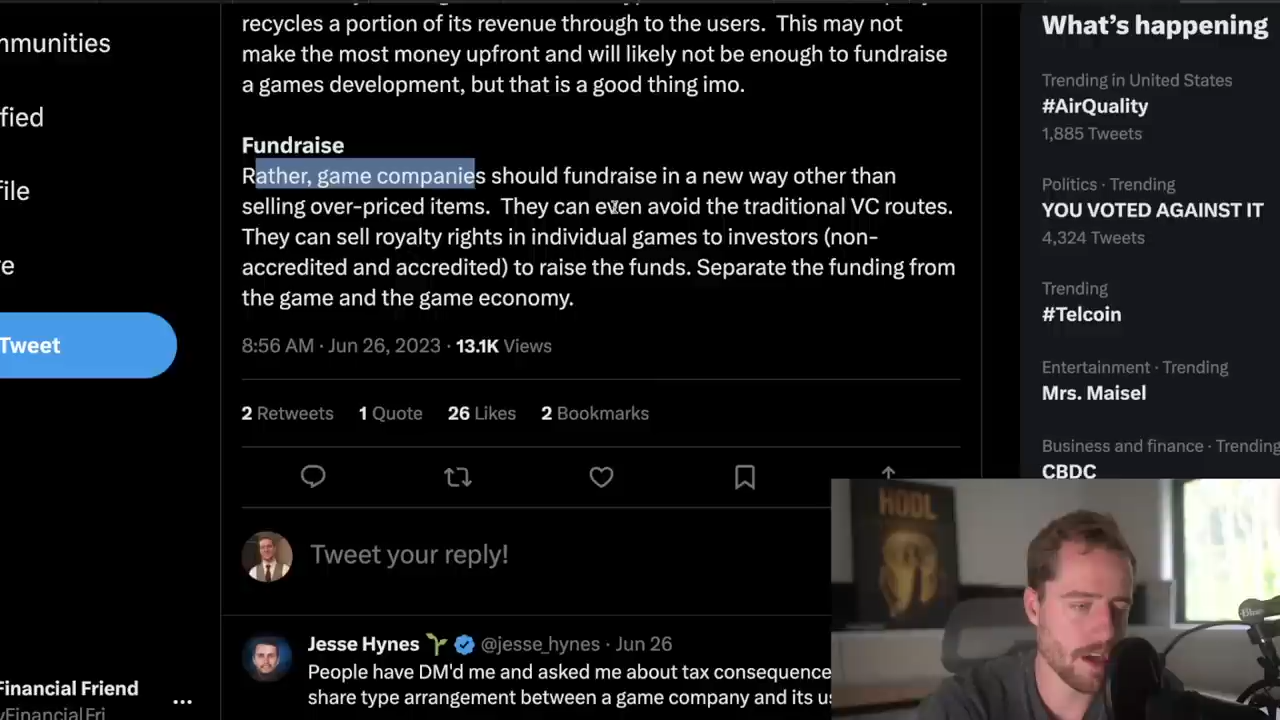 recycles a portion of its revenue through to the users. This may not
make the most money upfront and will likely not be enough to fundraise
a games development, but that is a good thing imo.
Fundraise
Rather, game companies should fundraise in a new way other than
selling over-priced items. They can even avoid the traditional VC routes.
They can sell royalty rights in individual games to investors (non-
accredited and accredited) to raise the funds. Separate the funding from
the game and the game economy.
8:56 AM · Jun 26, 2023 · 13.1K Views
2 Retweets 1 Quote 26 Likes 2 Bookmarks
Tweet your reply!
Jesse Hynes @jesse_hynes · Jun 26
People have DM'd me and asked me about tax consequence
share type arrangement between a game company and its us
mmunities
fied
file
e
Tweet
Financial Friend
yFinancialFri
What's happening
Trending in United States
#AirQuality
1,885 Tweets
Politics · Trending
YOU VOTED AGAINST IT
4,324 Tweets
Trending
#Telcoin
Entertainment · Trending
Mrs. Maisel
Business and finance · Trending
CBDC
HODL